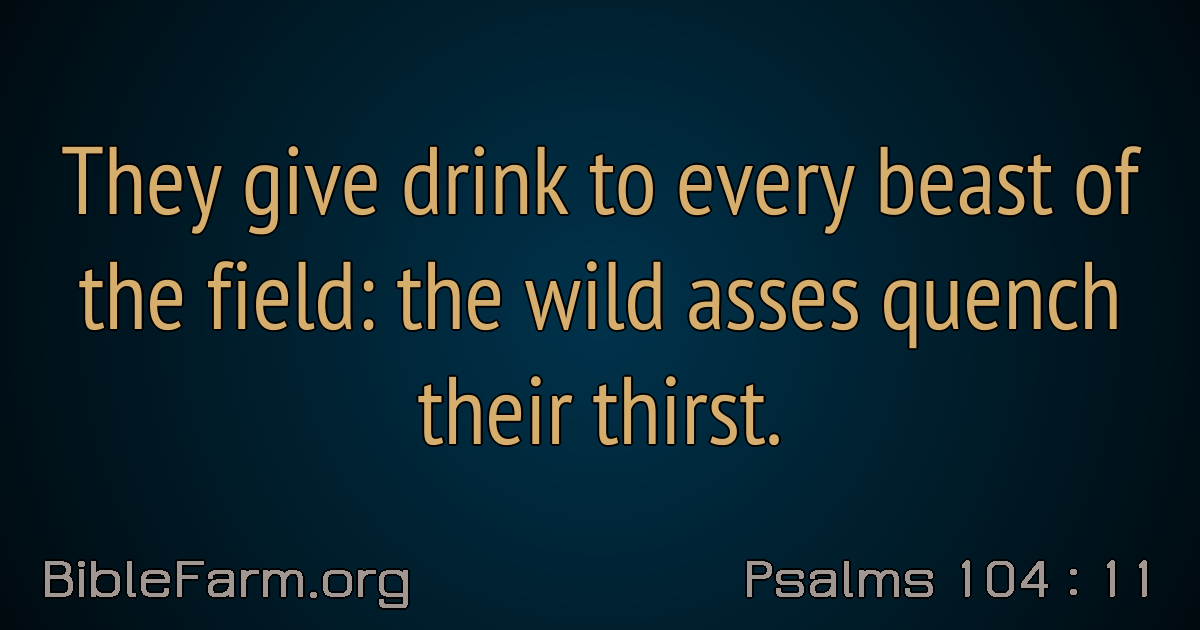 They give drink to every beast of
the field: the wild asses quench
their thirst.
BibleFarm.org
Psalms 104 : 11